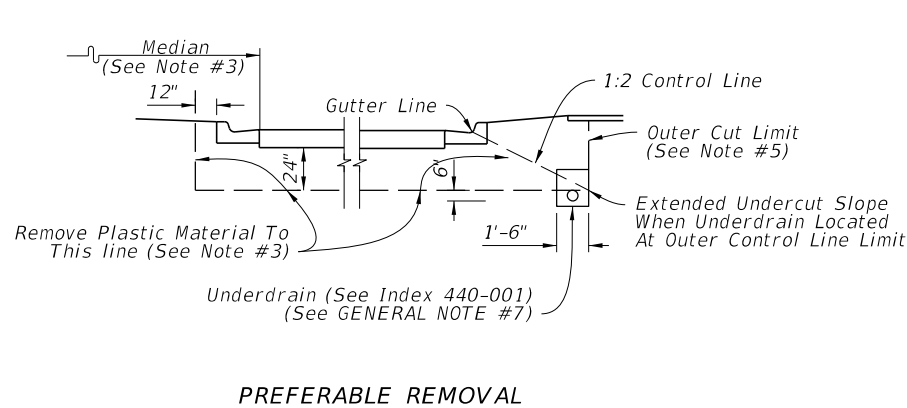 Median
(See Note #3)
12"
Gutter Line
1:2 Control Line
Outer Cut Limit
(See Note #5)
24"
6"
Extended Undercut Slope
When Underdrain Located
At Outer Control Line Limit
Remove Plastic Material To
This line (See Note #3)
1'-6"
Underdrain (See Index 440-001)
(See GENERAL NOTE #7)
PREFERABLE REMOVAL